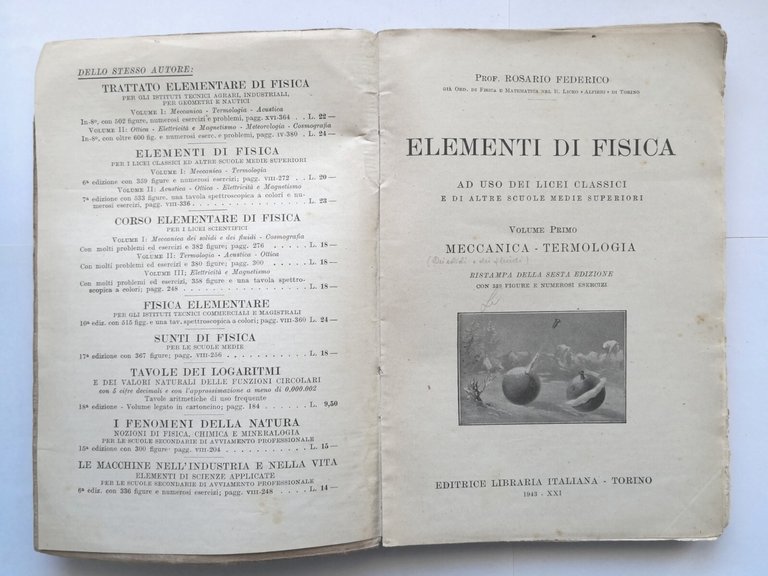 DELLO STESSO AUTORE:
TRATTATO ELEMENTARE DI FISICA
PER GLI ISTITUTI TECNICI AGRARI, INDUSTRIALI,
PER GEOMETRI E NAUTICI
VOLUME I: Meccanica - Termologia - Acustica
In-8º, con 502 figure, numerosi esercizi e problemi, pagg. XVI-364 . . L. 22 —
VOLUME II: Ottica - Elettricità e Magnetismo - Meteorologia - Cosmografia
In-8º, con oltre 600 fig. e numerosi eserc. e problemi, pagg. IV-380 . L. 24 —
ELEMENTI DI FISICA
PER I LICEI CLASSICI ED ALTRE SCUOLE MEDIE SUPERIORI
VOLUME I: Meccanica - Termologia
6ª edizione con 339 figure e numerosi esercizi; pagg. VIII-272 . . . L. 20 —
VOLUME II: Acustica - Ottica - Elettricità e Magnetismo
7ª edizione con 533 figure, una tavola spettroscopica a colori e nu-
merosi esercizi, pagg. VIII-336 . . . . . . . . . . . . . . L. 23 —
CORSO ELEMENTARE DI FISICA
PER I LICEI SCIENTIFICI
VOLUME I: Meccanica dei solidi e dei fluidi - Cosmografia
Con molti problemi ed esercizi e 382 figure; pagg. 276 . . . . . L. 18 —
VOLUME II: Termologia - Acustica - Ottica
Con molti problemi ed esercizi e 380 figure; pagg. 300 . . . . . L. 18 —
VOLUME III: Elettricità e Magnetismo
Con molti problemi ed esercizi, 358 figure e una tavola spettro-
scopica a colori; pagg. 248 . . . . . . . . . . . . . . . . L. 18 —
FISICA ELEMENTARE
PER GLI ISTITUTI TECNICI COMMERCIALI E MAGISTRALI
16ª ediz. con 515 fig. e una tav. spettroscopica a colori; pag. VIII-360 L. 24 —
SUNTI DI FISICA
PER LE SCUOLE MEDIE
17ª edizione con 367 figure; pagg. VIII-256 . . . . . . . . . . L. 18 —
TAVOLE DEI LOGARITMI
E DEI VALORI NATURALI DELLE FUNZIONI CIRCOLARI
con 5 cifre decimali e con l'approssimazione a meno di 0,000.002
Tavole aritmetiche di uso frequente
18ª edizione - Volume legato in cartoncino; pagg. 184 . . . . . . L. 9,50
I FENOMENI DELLA NATURA
NOZIONI DI FISICA, CHIMICA E MINERALOGIA
PER LE SCUOLE SECONDARIE DI AVVIAMENTO PROFESSIONALE
15ª edizione con 300 figure; pagg. VIII-204 . . . . . . . . . . L. 15 —
LE MACCHINE NELL'INDUSTRIA E NELLA VITA
ELEMENTI DI SCIENZE APPLICATE
PER LE SCUOLE SECONDARIE DI AVVIAMENTO PROFESSIONALE
6ª ediz. con 336 figure e numerosi esercizi; pagg. VIII-248 . . . . L. 14 —
PROF. ROSARIO FEDERICO
GIÀ ORD. DI FISICA E MATEMATICA NEL R. LICEO «ALFIERI» DI TORINO
ELEMENTI DI FISICA
AD USO DEI LICEI CLASSICI
E DI ALTRE SCUOLE MEDIE SUPERIORI
VOLUME PRIMO
MECCANICA - TERMOLOGIA
(Dei solidi e dei fluidi)
RISTAMPA DELLA SESTA EDIZIONE
CON 339 FIGURE E NUMEROSI ESERCIZI
EDITRICE LIBRARIA ITALIANA - TORINO
1943 - XXI